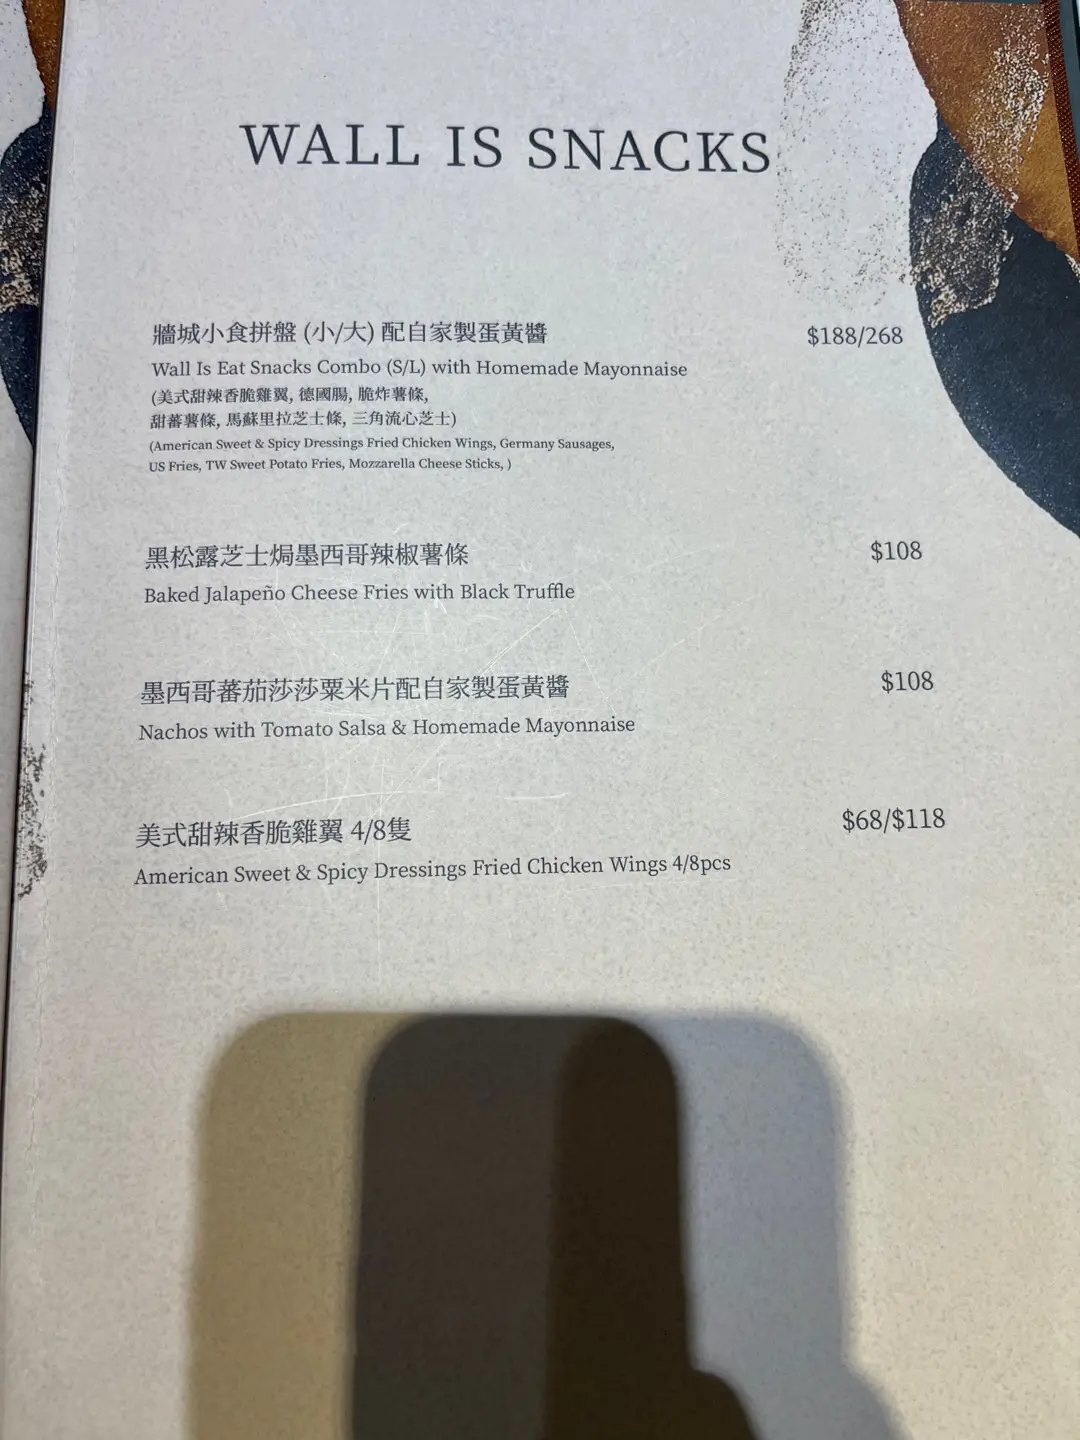 WALL IS SNACKS
牆城小食拼盤 (小/大) 配自家製蛋黃醬
$188/268
Wall Is Eat Snacks Combo (S/L) with Homemade Mayonnaise
(美式甜辣香脆雞翼, 德國腸, 脆炸薯條,
甜蕃薯條, 馬蘇里拉芝士條, 三角流心芝士)
(American Sweet & Spicy Dressings Fried Chicken Wings, Germany Sausages,
US Fries, TW Sweet Potato Fries, Mozzarella Cheese Sticks, )
黑松露芝士焗墨西哥辣椒薯條
$108
Baked Jalapeño Cheese Fries with Black Truffle
墨西哥蕃茄莎莎粟米片配自家製蛋黃醬
$108
Nachos with Tomato Salsa & Homemade Mayonnaise
美式甜辣香脆雞翼 4/8隻
$68/$118
American Sweet & Spicy Dressings Fried Chicken Wings 4/8pcs